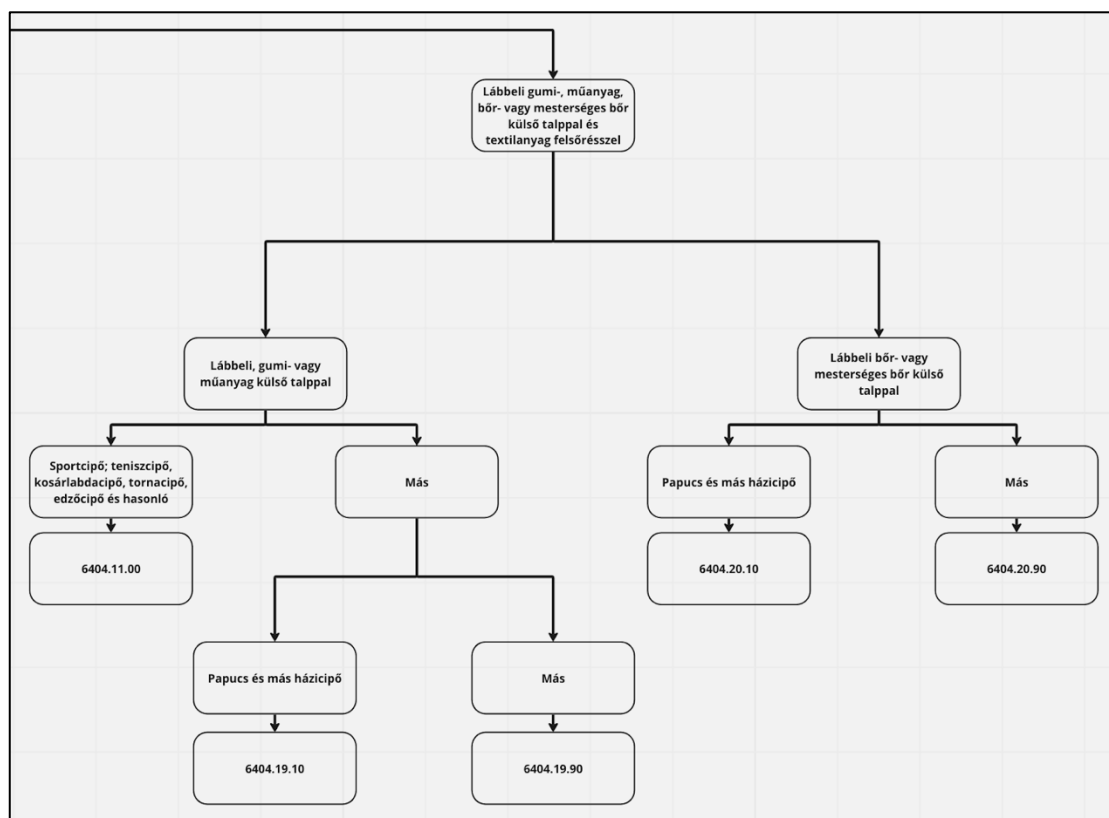 Lábbeli gumi-, műanyag,
bőr- vagy mesterséges bőr
külső talppal és
textilanyag felsőrésszel
Lábbeli, gumi- vagy
műanyag külső talppal
Lábbeli bőr- vagy
mesterséges bőr külső
talppal
Sportcipő; teniszcipő,
kosárlabdacipő, tornacipő,
edzőcipő és hasonló
Más
Papucs és más házicipő
Más
6404.11.00
6404.20.10
6404.20.90
Papucs és más házicipő
Más
6404.19.10
6404.19.90